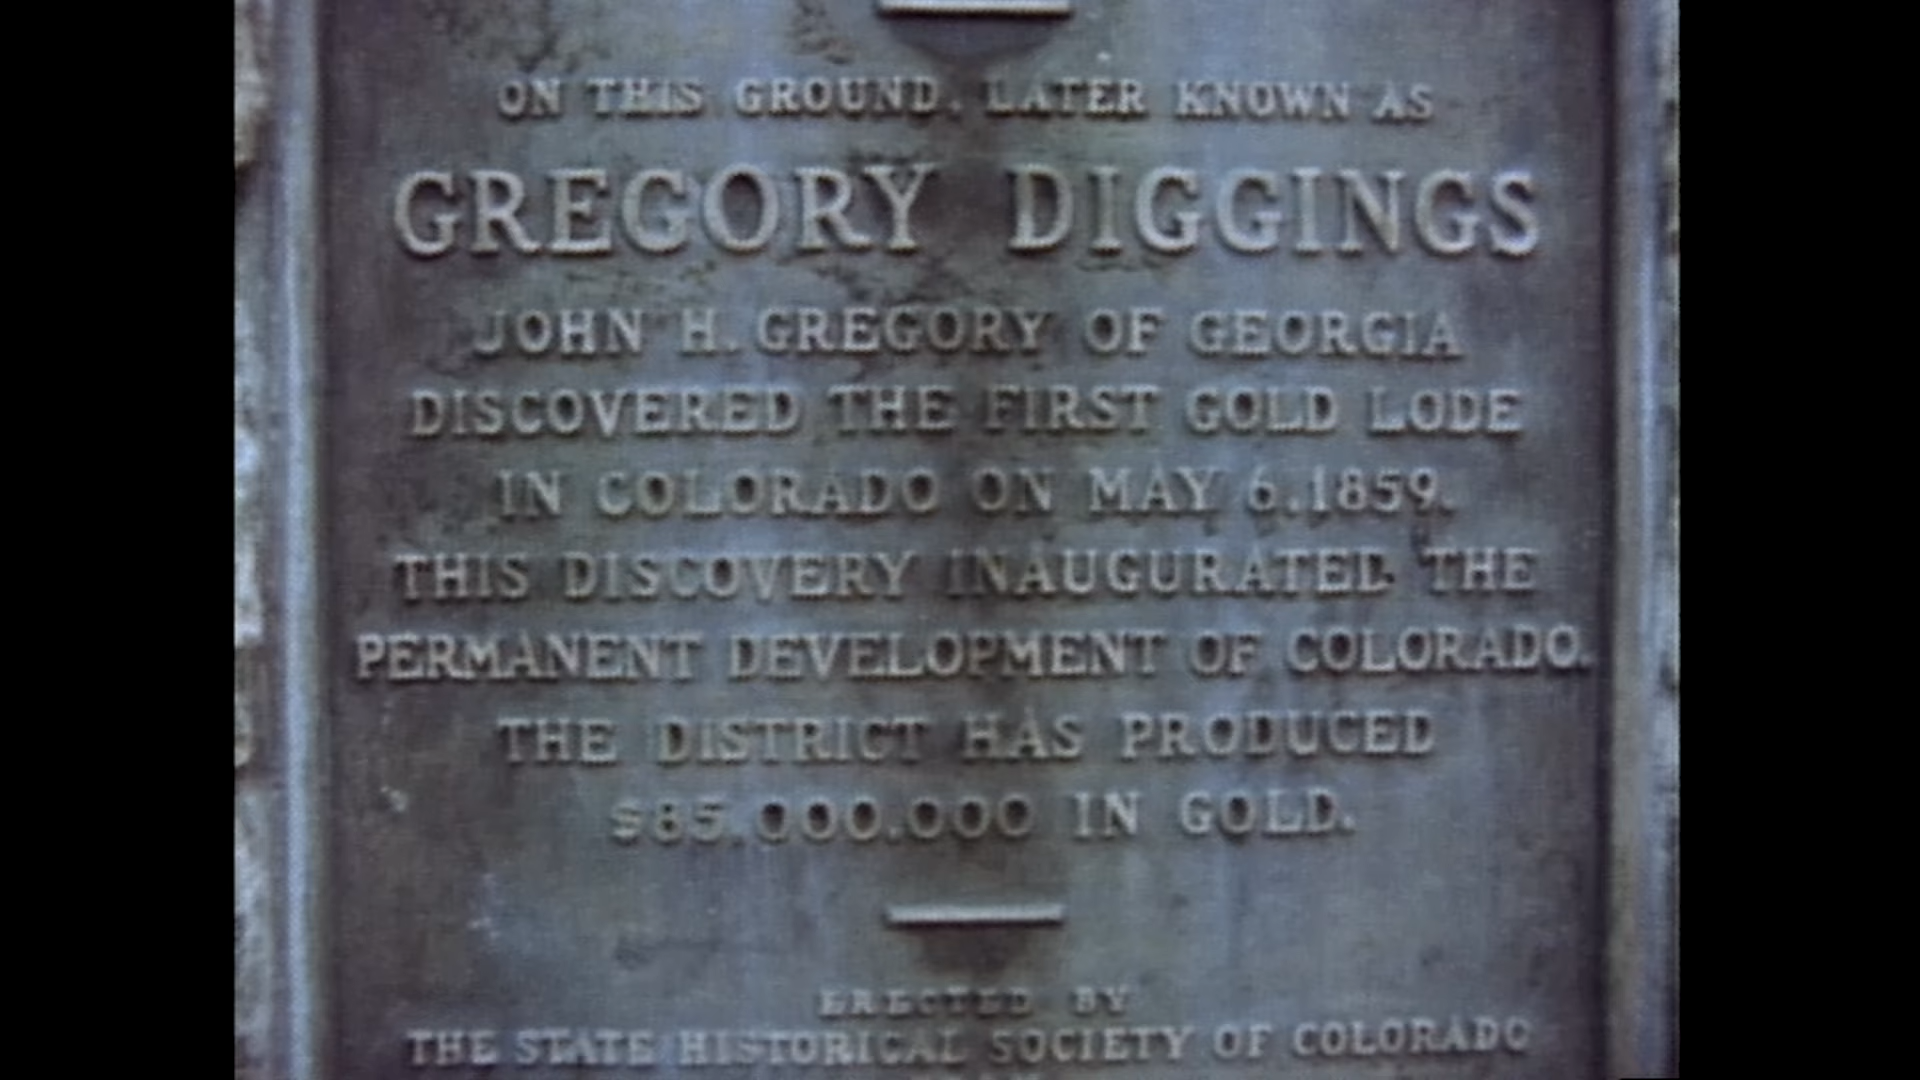 ON THIS GROUND, LATER KNOWN AS
GREGORY DIGGINGS
JOHN H. GREGORY OF GEORGIA
DISCOVERED THE FIRST GOLD LODE
IN COLORADO ON MAY 6, 1859.
THIS DISCOVERY INAUGURATED THE
PERMANENT DEVELOPMENT OF COLORADO.
THE DISTRICT HAS PRODUCED
$85,000,000 IN GOLD.
ERECTED BY
THE STATE HISTORICAL SOCIETY OF COLORADO